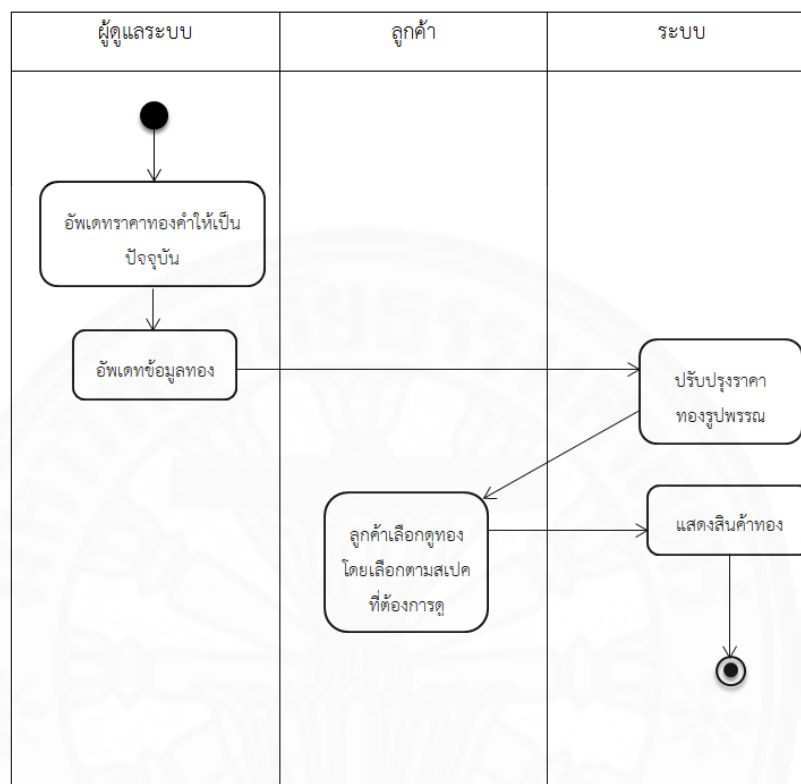 ผู้ดูแลระบบ
ลูกค้า
ระบบ
อัพเดทราคาทองคำให้เป็น
ปัจจุบัน
อัพเดทข้อมูลทอง
ปรับปรุงราคา
ทองรูปพรรณ
ลูกค้าเลือกดูทอง
โดยเลือกตามสเปค
ที่ต้องการดู
แสดงสินค้าทอง